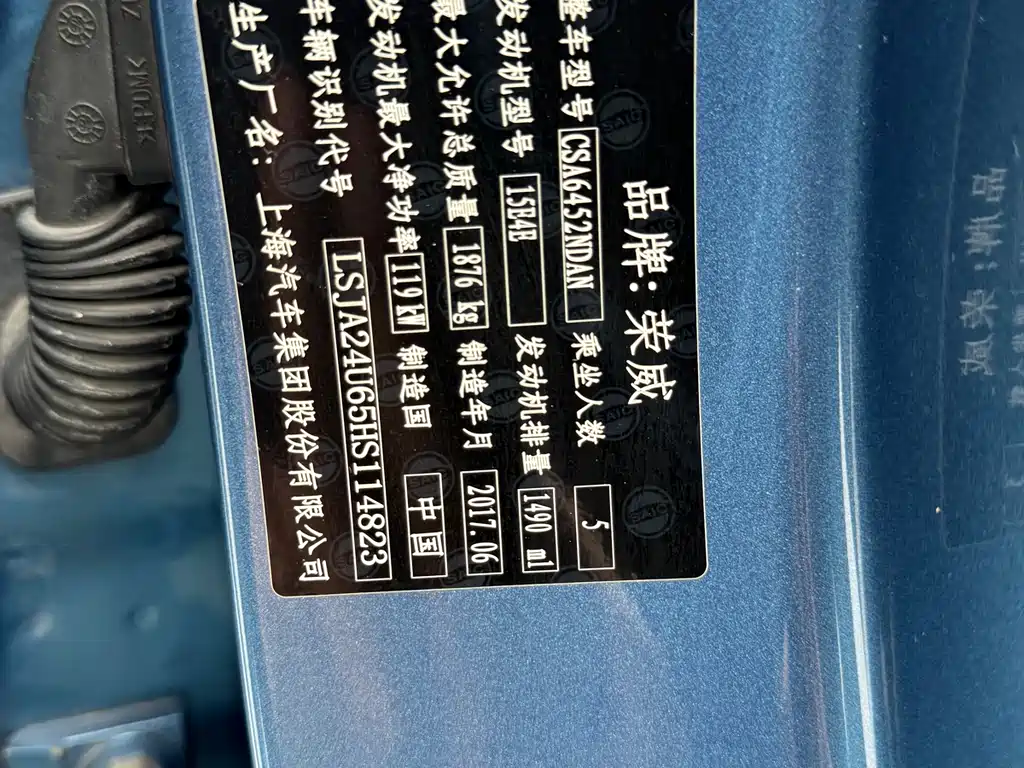 品牌:荣威
整车型号 CSA6452NDAN 乘坐人数 5
发动机型号 15E4E 发动机排量 1490 ml
最大允许总质量 1876 kg 制造年月 2017.06
发动机最大净功率 119 kW 制造国 中国
车辆识别代号 LSJA24U65HS114823
生产厂名:上海汽车集团股份有限公司
>PUMK<